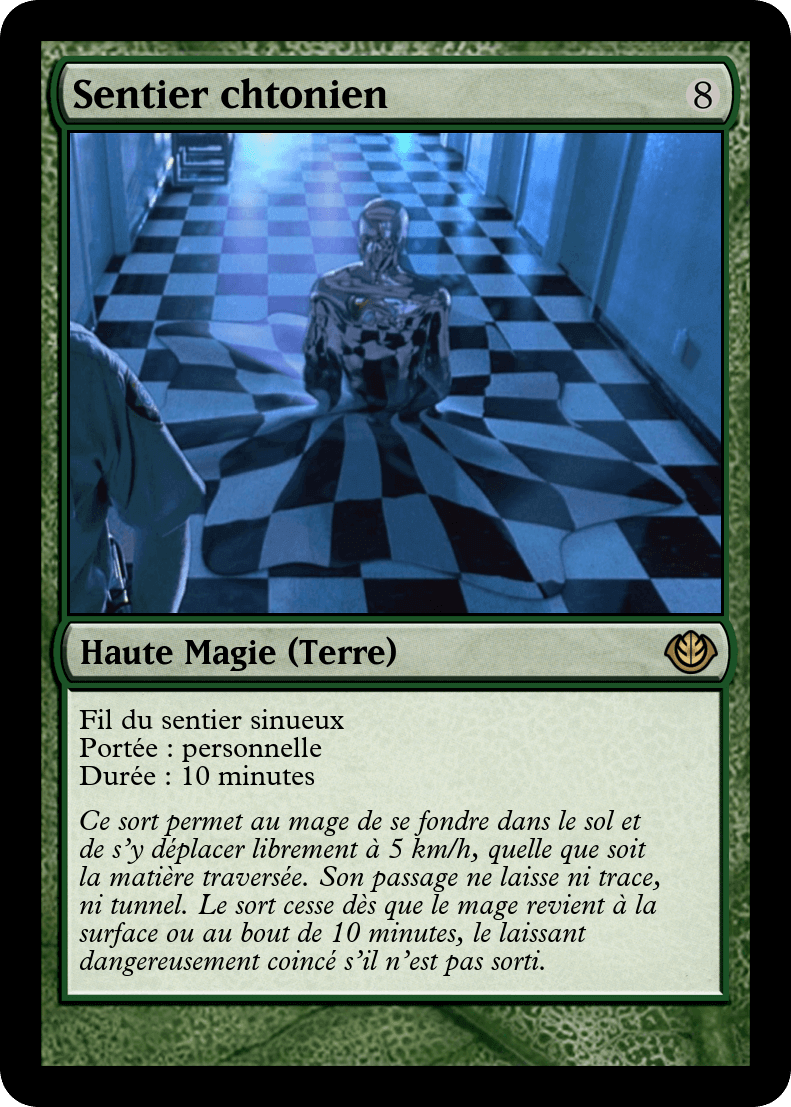 Sentier chtonien 8
Haute Magie (Terre)
Fil du sentier sinueux
Portée : personnelle
Durée : 10 minutes
Ce sort permet au mage de se fondre dans le sol et
de s'y déplacer librement à 5 km/h, quelle que soit
la matière traversée. Son passage ne laisse ni trace,
ni tunnel. Le sort cesse dès que le mage revient à la
surface ou au bout de 10 minutes, le laissant
dangereusement coincé s'il n'est pas sorti.